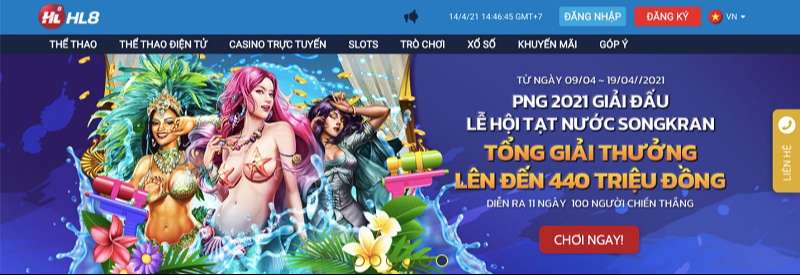 HL HL8
14/4/21 14:46:45 GMT+7 ĐĂNG NHẬP ĐĂNG KÝ VN
THỂ THAO THỂ THAO ĐIỆN TỬ CASINO TRỰC TUYẾN SLOTS TRÒ CHƠI XỔ SỐ KHUYẾN MÃI GÓP Ý
TỪ NGÀY 09/04 ~ 19/04//2021
PNG 2021 GIẢI ĐẤU
LỄ HỘI TẠT NƯỚC SONGKRAN
TỔNG GIẢI THƯỞNG
LÊN ĐẾN 440 TRIỆU ĐỒNG
DIỄN RA 11 NGÀY 100 NGƯỜI CHIẾN THẮNG
CHƠI NGAY!
LIÊN HỆ